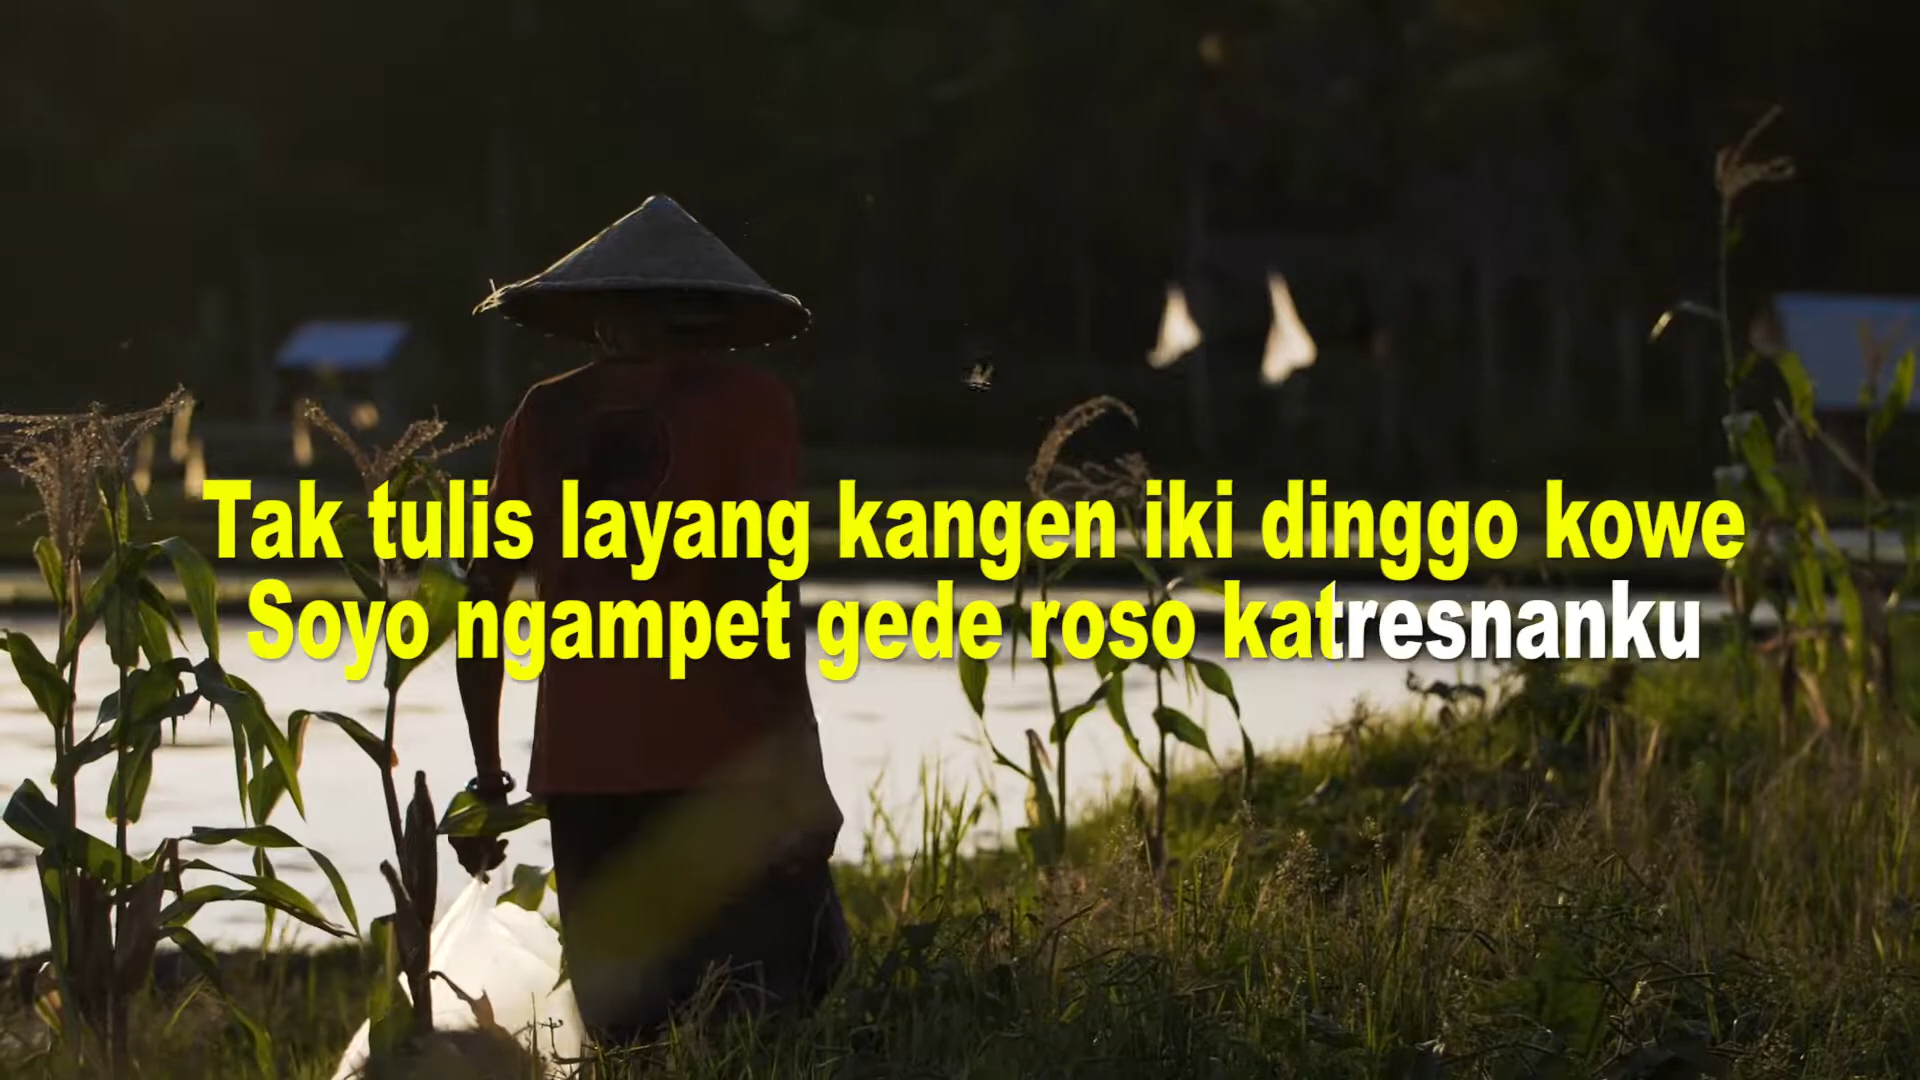 Tak tulis layang kangen iki dinggo kowe
Soyo ngampet gede roso katresnanku